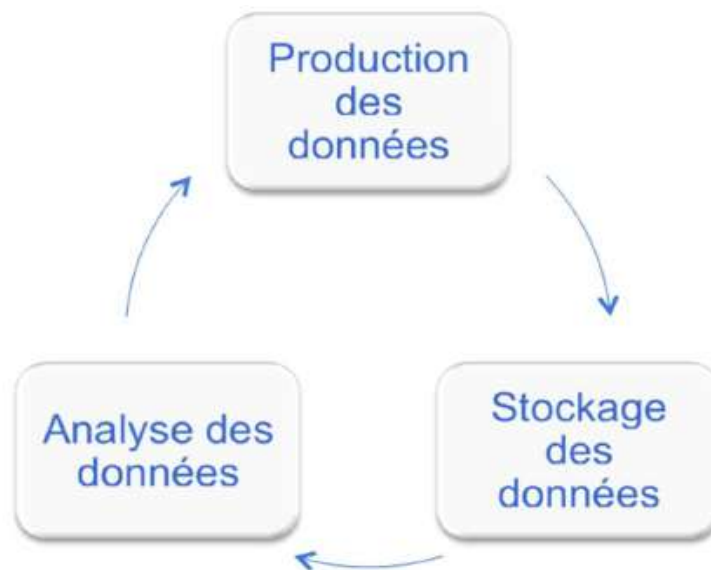 Production
des
données
Analyse des
données
Stockage
des
données